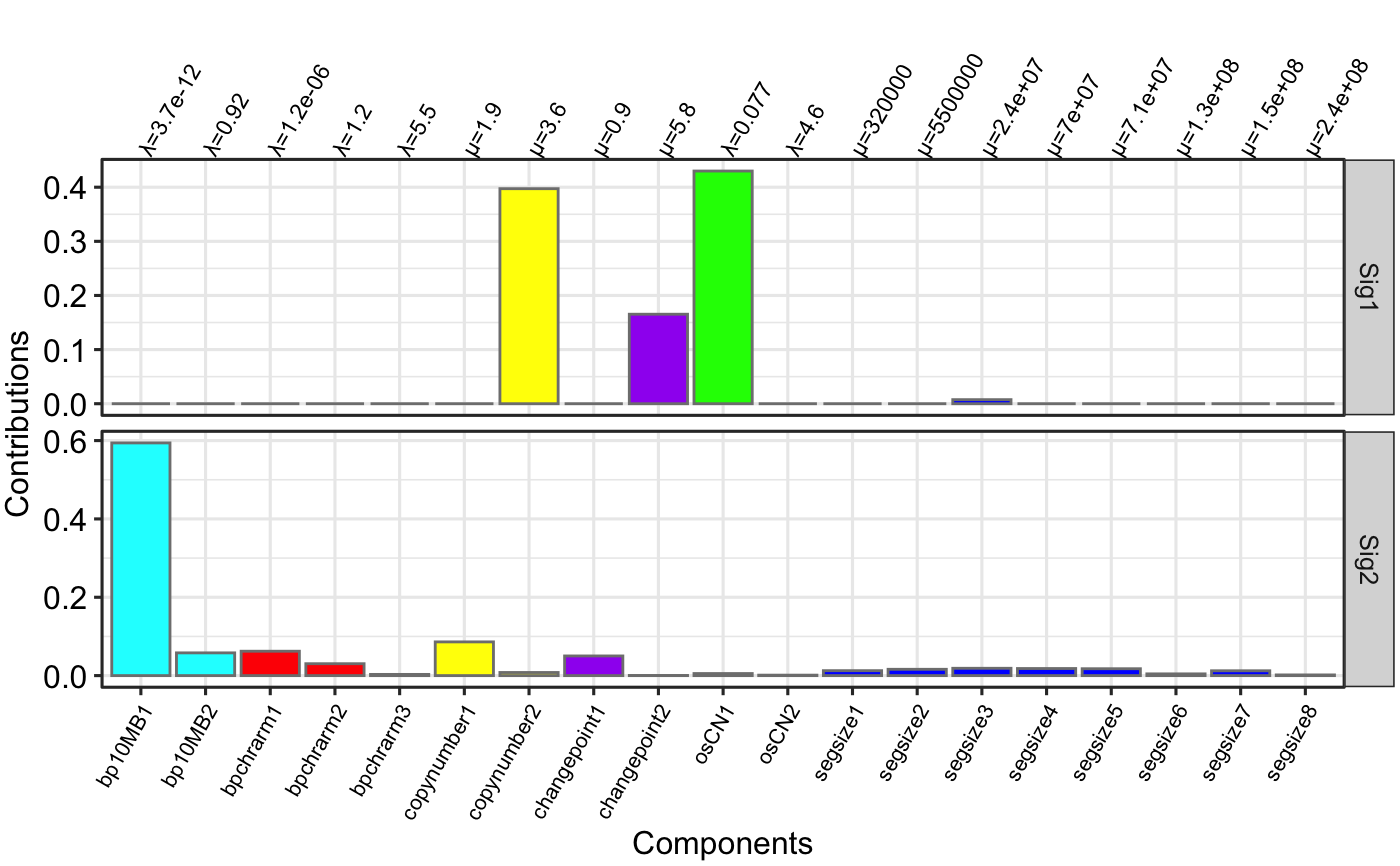 λ=3.7e-12
λ=0.92
λ=1.2e-06
λ=1.2
λ=5.5
μ=1.9
μ=3.6
μ=0.9
μ=5.8
λ=0.077
λ=4.6
μ=320000
μ=5500000
μ=2.4e+07
μ=7e+07
μ=7.1e+07
μ=1.3e+08
μ=1.5e+08
μ=2.4e+08
Contributions
0.4
0.3
0.2
0.1
0.0
Sig1
0.6
0.4
0.2
0.0
Sig2
bp10MB1
bp10MB2
bpchrarm1
bpchrarm2
bpchrarm3
copynumber1
copynumber2
changepoint1
changepoint2
osCN1
osCN2
segsize1
segsize2
segsize3
segsize4
segsize5
segsize6
segsize7
segsize8
Components